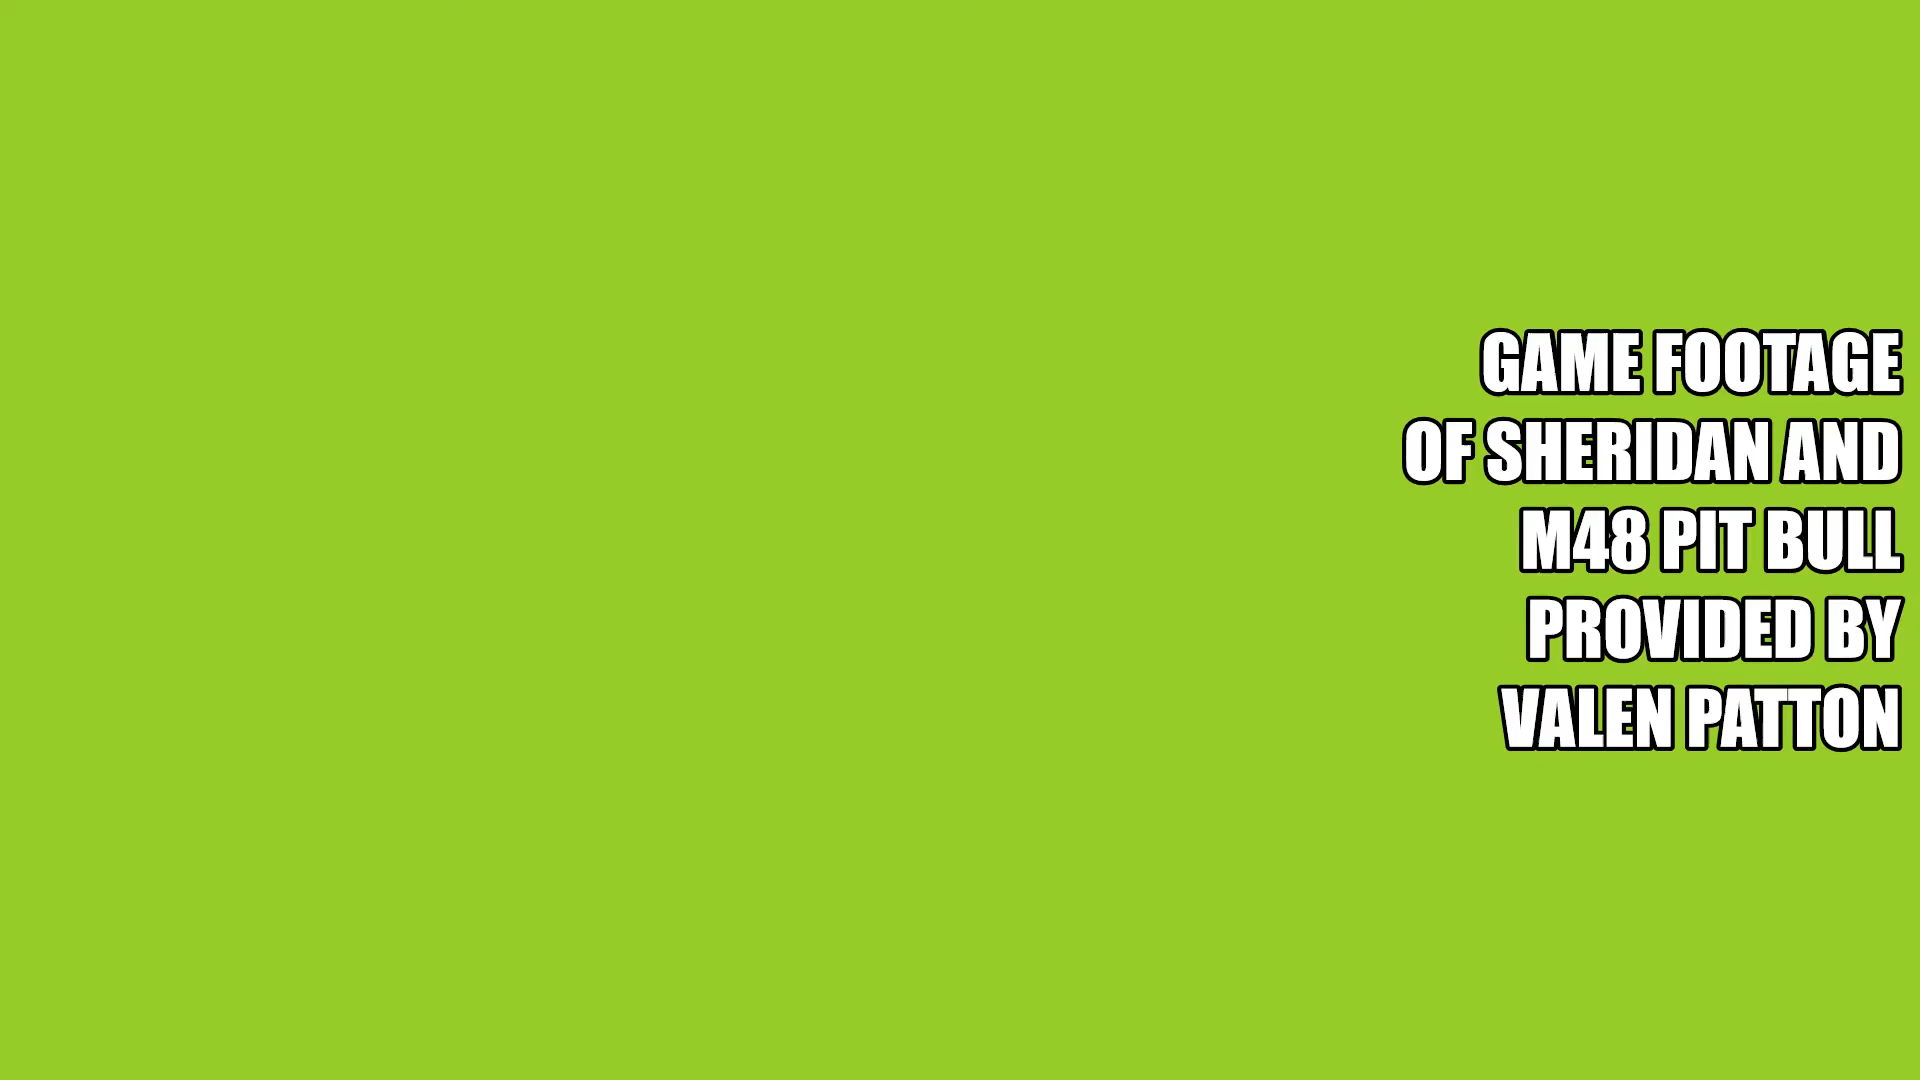 GAME FOOTAGE
OF SHERIDAN AND
M48 PIT BULL
PROVIDED BY
VALEN PATTON